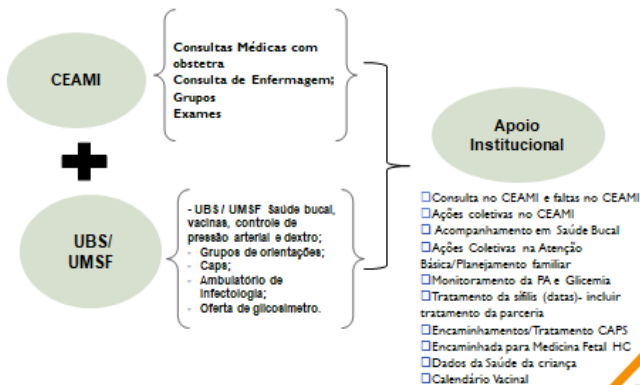 CEAMI
Consultas Médicas com
obstetra
Consulta de Enfermagem;
Grupos
Exames
UBS/
UMSF
- UBS / UMSF Saúde bucal,
vacinas, controle de
pressão arterial e dextro;
- Grupos de orientações;
- Caps;
- Ambulatório de
infectologia;
- Oferta de glicosimetro.
Apoio
Institucional
Consulta no CEAMI e faltas no CEAMI
Ações coletivas no CEAMI
Acompanhamento em Saúde Bucal
Ações Coletivas na Atenção
Básica/Planejamento familiar
Monitoramento da PA e Glicemia
Tratamento da sífilis (datas)- incluir
tratamento da parceria
Encaminhamentos/Tratamento CAPS
Encaminhada para Medicina Fetal HC
Dados da Saúde da criança
Calendário Vacinal